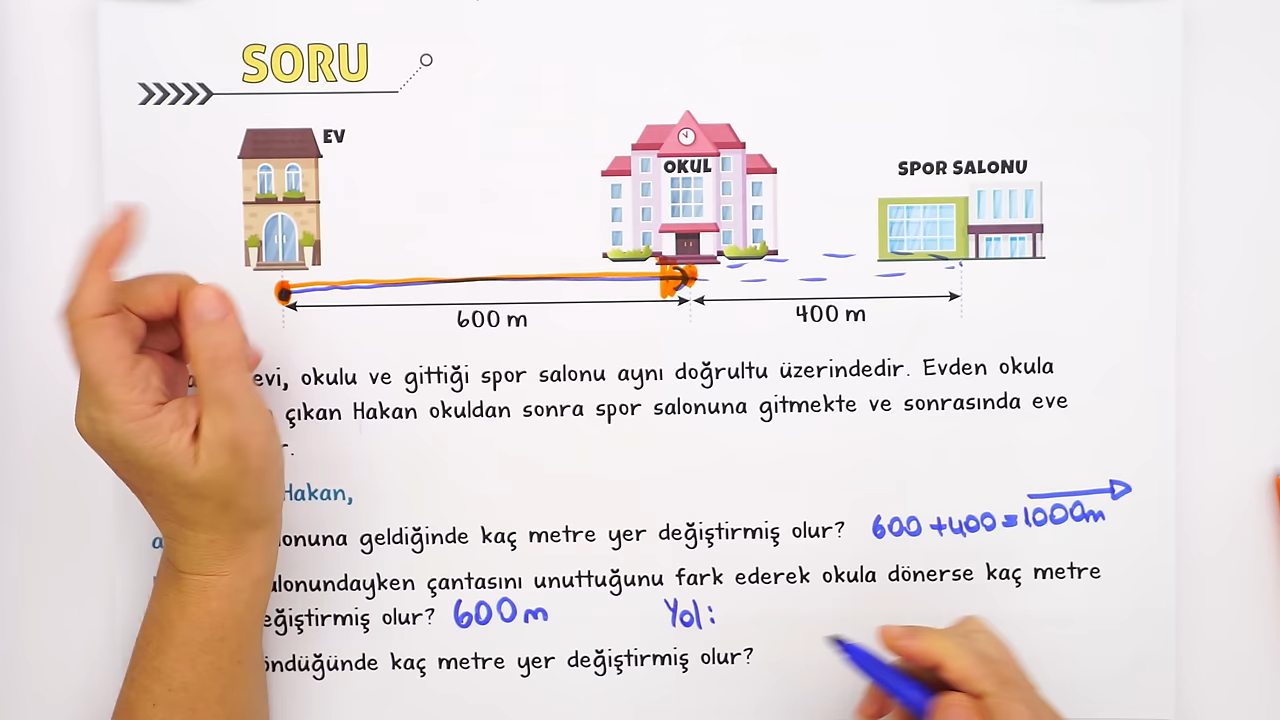 SORU
EV
OKUL
SPOR SALONU
600 m
400 m
evi, okulu ve gittiği spor salonu aynı doğrultu üzerindedir. Evden okula
çıkan Hakan okuldan sonra spor salonuna gitmekte ve sonrasında eve
Hakan,
lonuna geldiğinde kaç metre yer değiştirmiş olur? 600 + 400 = 1000m
alonundayken çantasını unuttuğunu fark ederek okula dönerse kaç metre
eğiştirmiş olur? 600 m Yol:
öndüğünde kaç metre yer değiştirmiş olur?